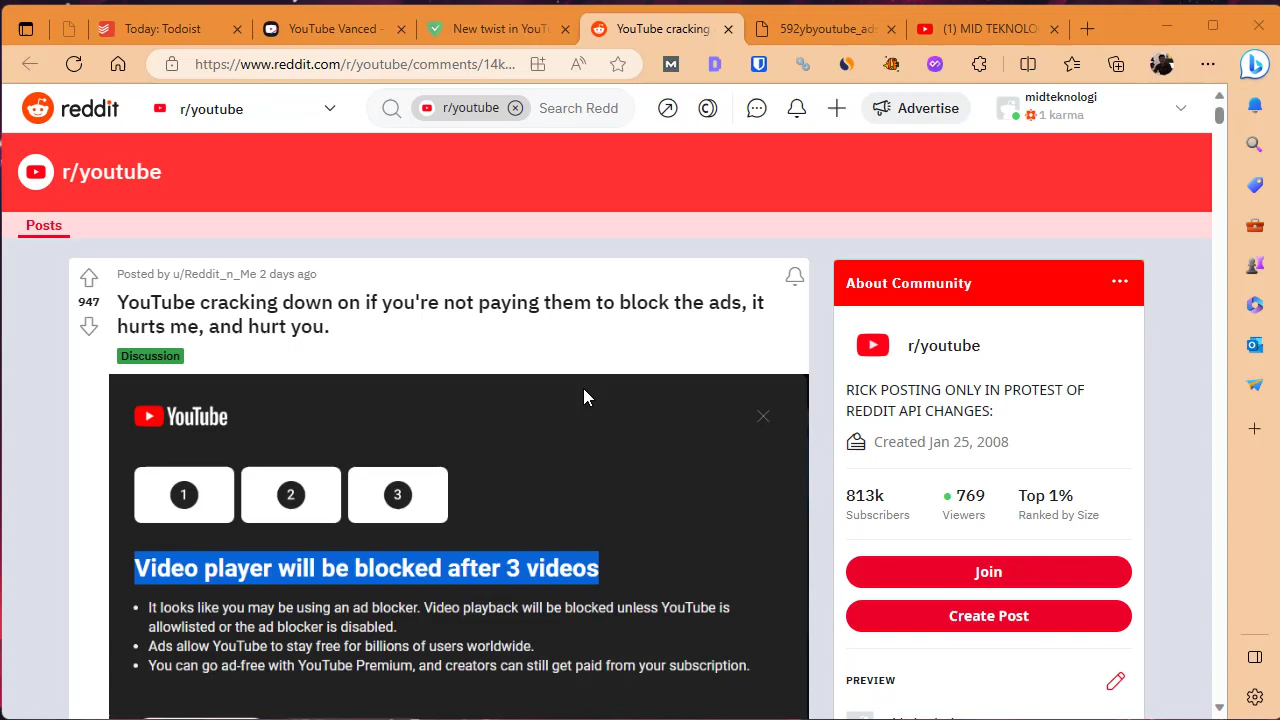 Today: Todoist
YouTube Vanced -
New twist in YouT
YouTube cracking
592ybyoutube_ads
(1) MID TEKNOLO
https://www.reddit.com/r/youtube/comments/14k...
reddit
r/youtube
r/youtube
Search Redd
Advertise
midteknologi
1 karma
r/youtube
Posts
Posted by u/Reddit_n_Me 2 days ago
947
YouTube cracking down on if you're not paying them to block the ads, it
hurts me, and hurt you.
Discussion
YouTube
1 2 3
Video player will be blocked after 3 videos
• It looks like you may be using an ad blocker. Video playback will be blocked unless YouTube is
allowlisted or the ad blocker is disabled.
• Ads allow YouTube to stay free for billions of users worldwide.
• You can go ad-free with YouTube Premium, and creators can still get paid from your subscription.
About Community
r/youtube
RICK POSTING ONLY IN PROTEST OF
REDDIT API CHANGES:
Created Jan 25, 2008
813k 769 Top 1%
Subscribers Viewers Ranked by Size
Join
Create Post
PREVIEW